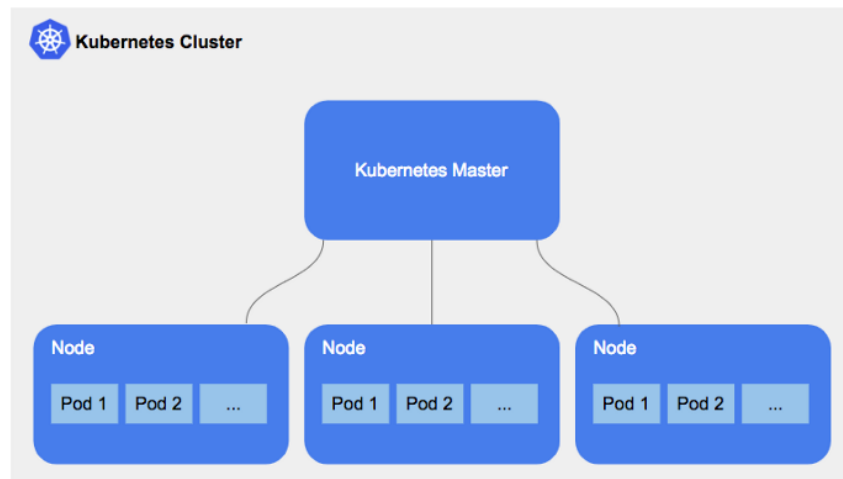 Kubernetes Cluster
Kubernetes Master
Node
Node
Node
Pod 1 Pod 2 ...
Pod 1 Pod 2 ...
Pod 1 Pod 2 ...